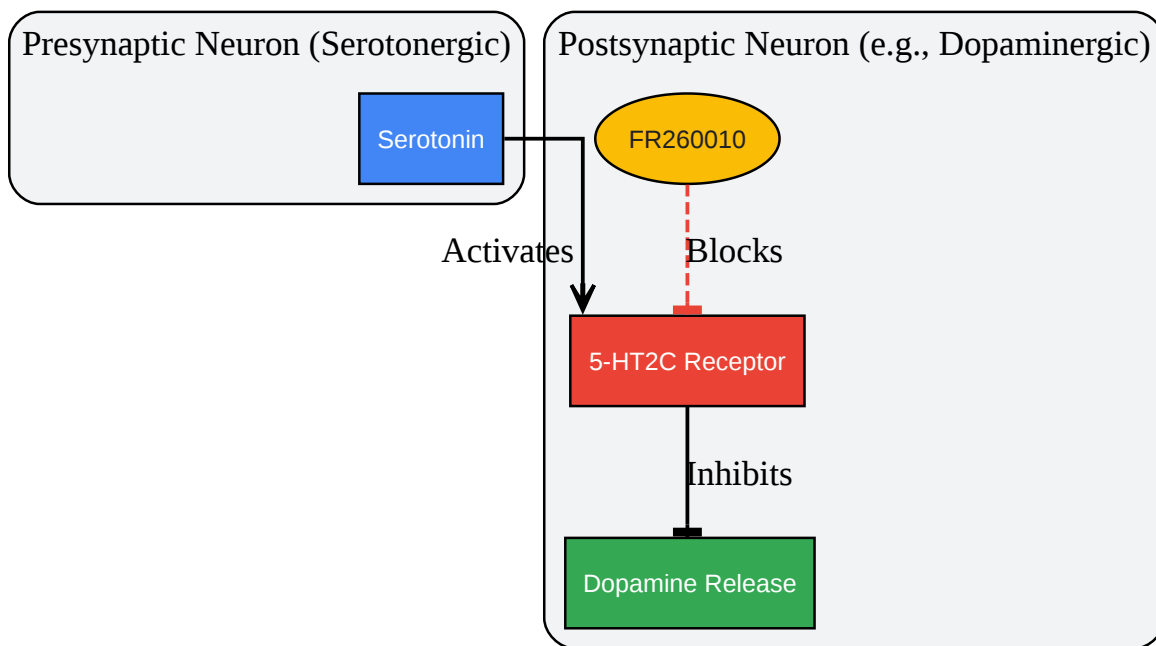 Presynaptic Neuron (Serotonergic)
Postsynaptic Neuron (e.g., Dopaminergic)
Serotonin
FR260010
Activates
Blocks
5-HT2C Receptor
Inhibits
Dopamine Release